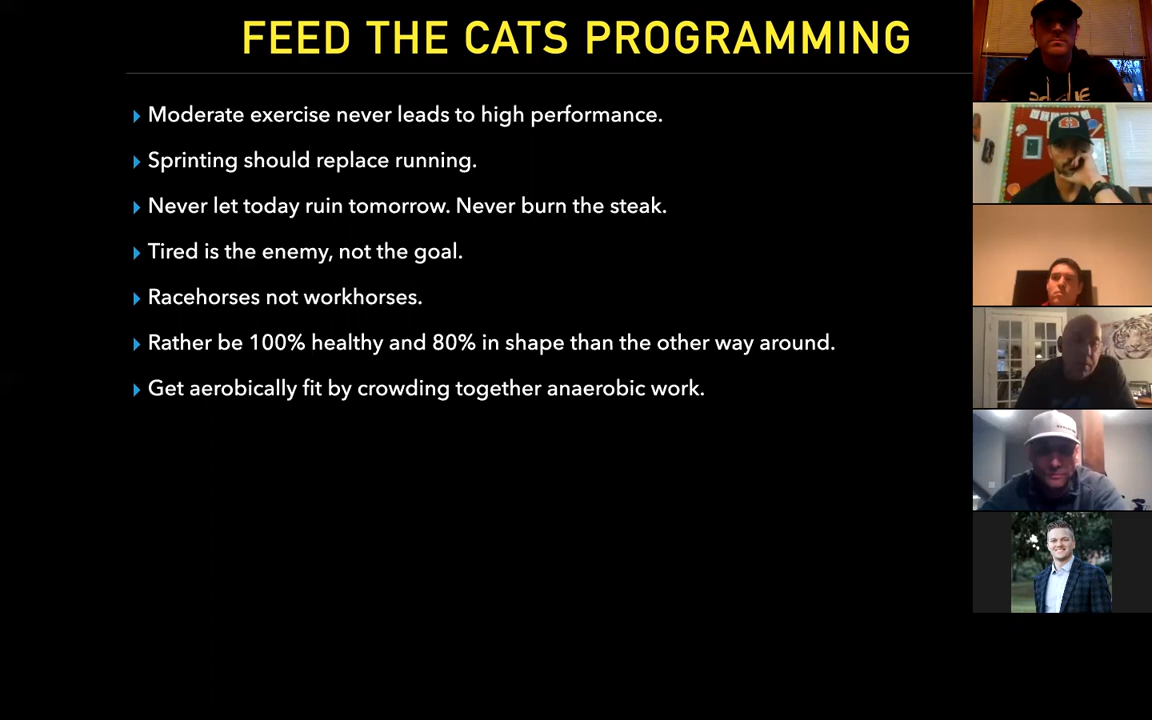 FEED THE CATS PROGRAMMING
Moderate exercise never leads to high performance.
Sprinting should replace running.
Never let today ruin tomorrow. Never burn the steak.
Tired is the enemy, not the goal.
Racehorses not workhorses.
Rather be 100% healthy and 80% in shape than the other way around.
Get aerobically fit by crowding together anaerobic work.